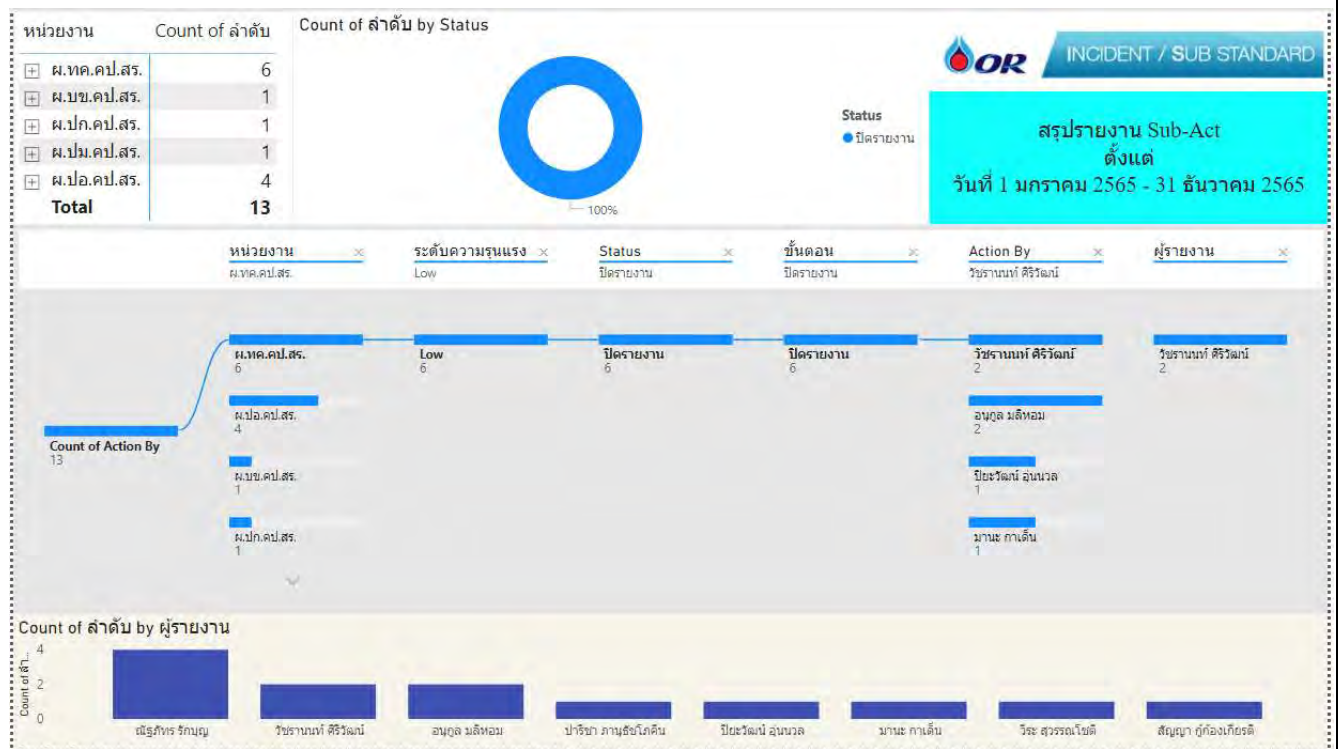 หน่วยงาน Count of ลำดับ
ผ.ทค.คป.สร. 6
ผ.บข.คป.สร. 1
ผ.ปก.คป.สร. 1
ผ.ปม.คป.สร. 1
ผ.ปอ.คป.สร. 4
Total 13
Count of ลำดับ by Status
100%
Status
ปิดรายงาน
OR INCIDENT / SUB STANDARD
สรุปรายงาน Sub-Act
ตั้งแต่
วันที่ 1 มกราคม 2565 - 31 ธันวาคม 2565
หน่วยงาน ระดับความรุนแรง Status ขั้นตอน Action By ผู้รายงาน
ผ.ทค.คป.สร. Low ปิดรายงาน ปิดรายงาน วัชรานนท์ ศิริวัฒน์
Count of Action By
13
ผ.ทค.คป.สร. Low ปิดรายงาน ปิดรายงาน วัชรานนท์ ศิริวัฒน์ วัชรานนท์ ศิริวัฒน์
6 6 6 6 2 2
ผ.ปอ.คป.สร. อนุกูล มลิหอม
4 2
ผ.บข.คป.สร. ปิยะวัฒน์ อุ่นนวล
1 1
ผ.ปก.คป.สร. มานะ กาเด็น
1 1
Count of ลำดับ by ผู้รายงาน
Count of ลำ...
4
2
0
ณัฐภัทร รักบุญ วัชรานนท์ ศิริวัฒน์ อนุกูล มลิหอม ปาริชา ภานุธัชโภคิน ปิยะวัฒน์ อุ่นนวล มานะ กาเด็น วีระ สุวรรณโชติ สัญญา กู้ก้องเกียรติ